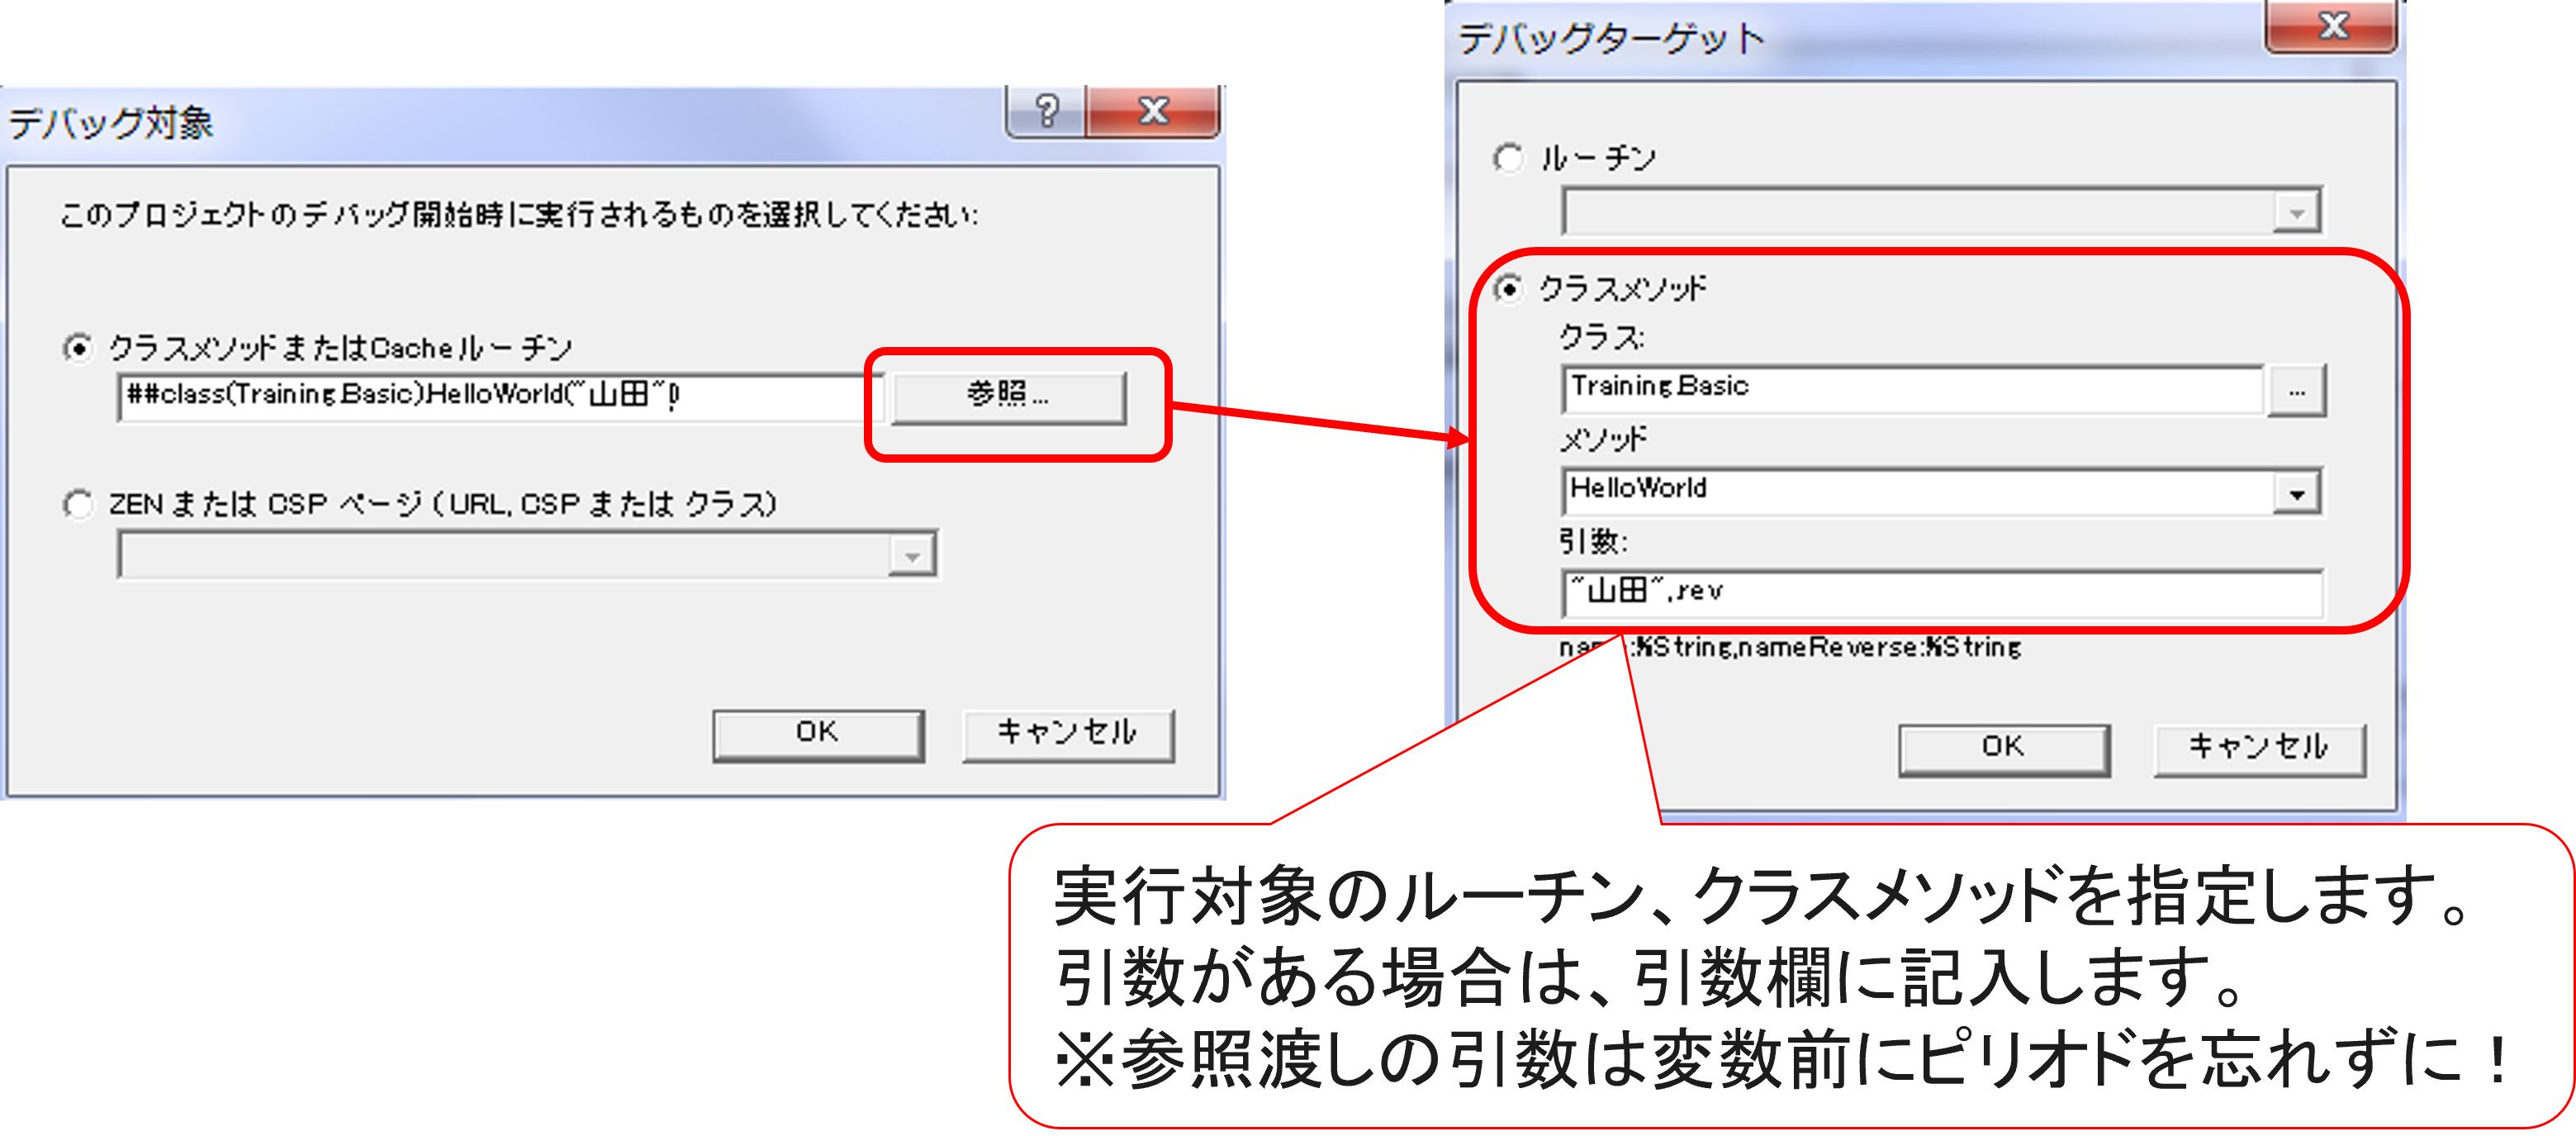 デバッグ対象
このプロジェクトのデバッグ開始時に実行されるものを選択してください:
クラスメソッドまたはCacheルーチン
##class(Training.Basic).HelloWorld("山田")
参照...
ZEN または CSP ページ (URL, CSP または クラス)
OK
キャンセル
デバッグターゲット
ルーチン
クラスメソッド
クラス:
Training.Basic
...
メソッド
HelloWorld
引数:
"山田",.rev
:%String,nameReverse:%String
OK
キャンセル
実行対象のルーチン、クラスメソッドを指定します。
引数がある場合は、引数欄に記入します。
※参照渡しの引数は変数前にピリオドを忘れずに！